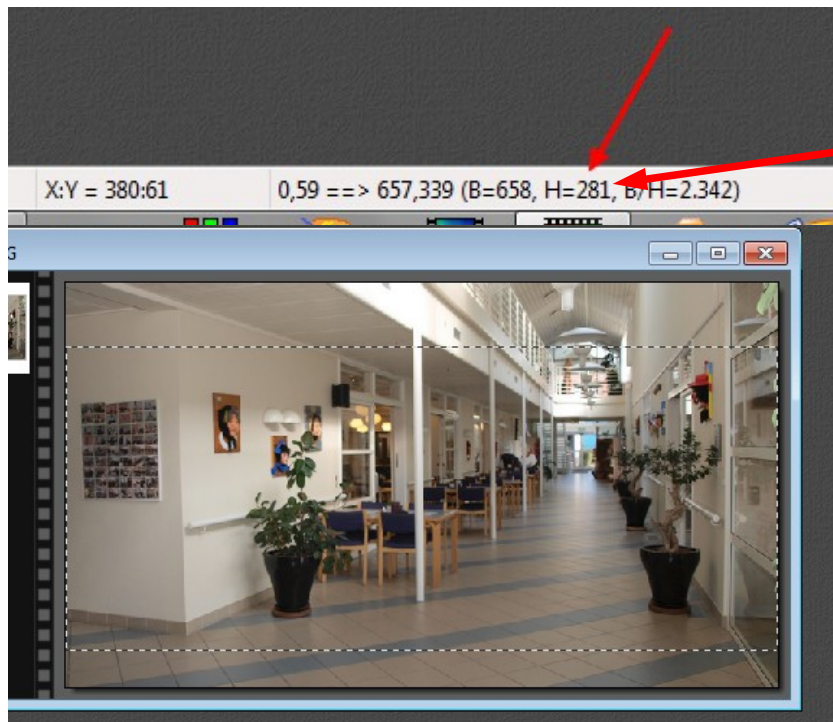 X:Y = 380:61 0,59 ==> 657,339 (B=658, H=281, B/H=2.342)
G